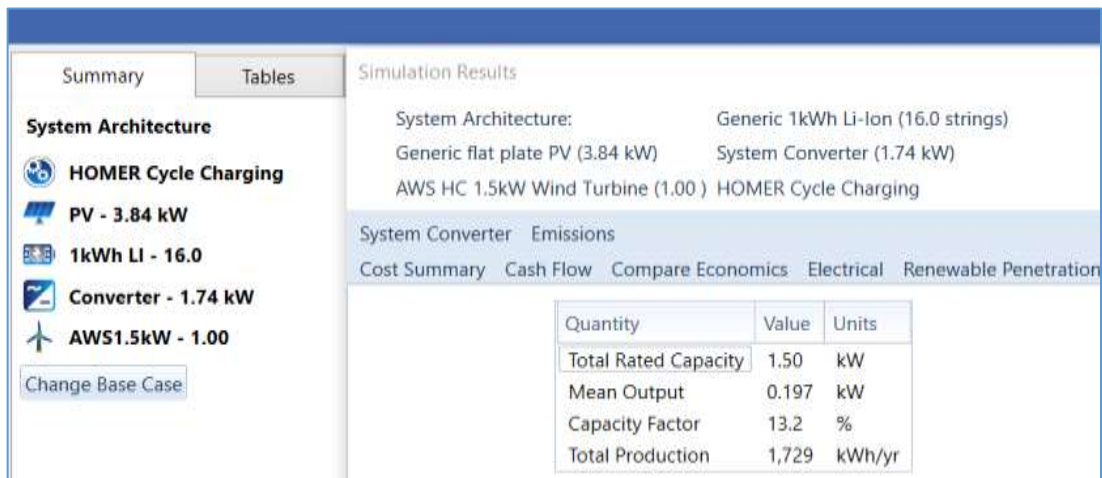 Summary
Tables
System Architecture
HOMER Cycle Charging
PV - 3.84 kW
1kWh LI - 16.0
Converter - 1.74 kW
AWS1.5kW - 1.00
Change Base Case
Simulation Results
System Architecture:
Generic flat plate PV (3.84 kW)
AWS HC 1.5kW Wind Turbine (1.00 )
Generic 1kWh Li-Ion (16.0 strings)
System Converter (1.74 kW)
HOMER Cycle Charging
System Converter Emissions
Cost Summary Cash Flow Compare Economics Electrical Renewable Penetration
Quantity Value Units
Total Rated Capacity 1.50 kW
Mean Output 0.197 kW
Capacity Factor 13.2 %
Total Production 1,729 kWh/yr